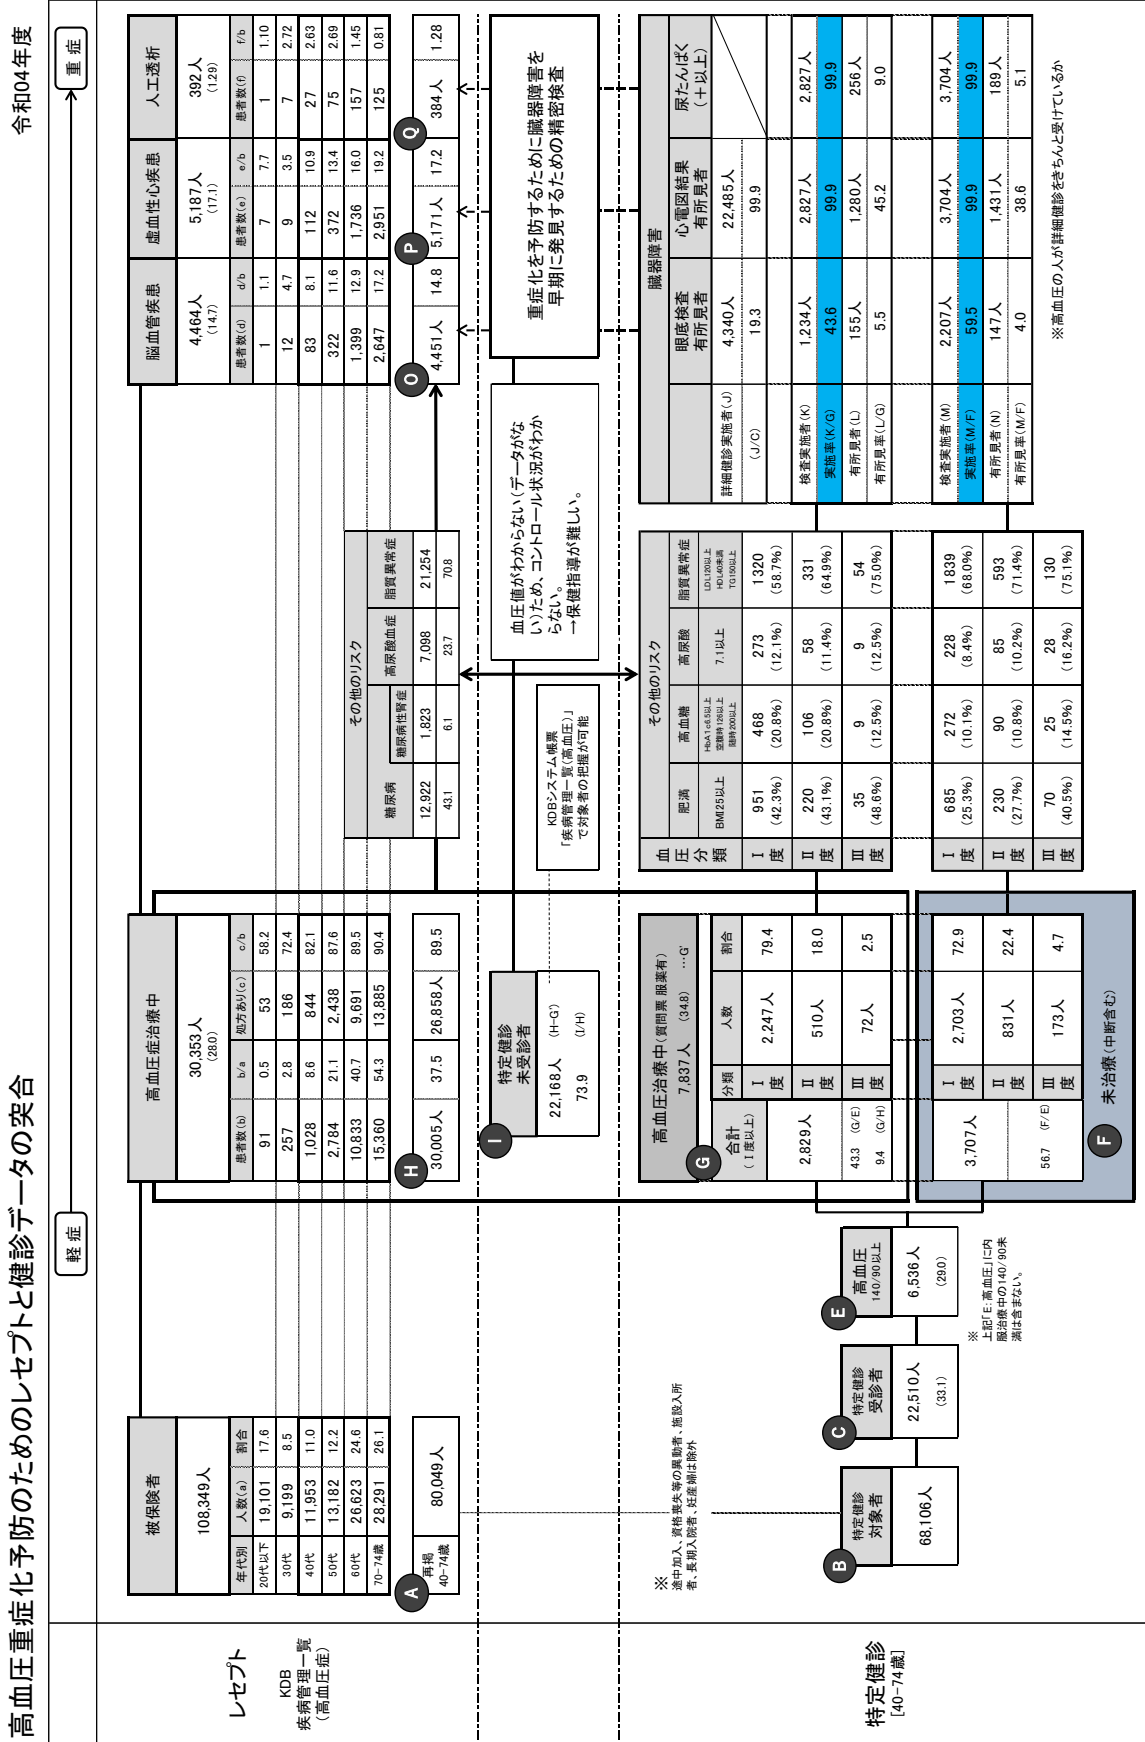 高血圧重症化予防のためのレセプトと健診データの突合
令和04年度
軽症
重症
レセプト
KDB
疾病管理一覧
(高血圧症)
被保険者
108,349人
年代別 人数(a) 割合
20代以下 19,101 17.6
30代 9,199 8.5
40代 11,953 11.0
50代 13,182 12.2
60代 26,623 24.6
70-74歳 28,291 26.1
A
再掲
40-74歳
80,049人
高血圧症治療中
30,353人
(28.0)
患者数(b) b/a 処方あり(c) c/b
91 0.5 53 58.2
257 2.8 186 72.4
1,028 8.6 844 82.1
2,784 21.1 2,438 87.6
10,833 40.7 9,691 89.5
15,360 54.3 13,885 90.4
H
30,005人 37.5 26,858人 89.5
その他のリスク
糖尿病 糖尿病性腎症 高尿酸血症 脂質異常症
12,922 1,823 7,098 21,254
43.1 6.1 23.7 70.8
脳血管疾患 虚血性心疾患 人工透析
4,464人 5,187人 392人
(14.7) (17.1) (1.29)
患者数(d) d/b 患者数(e) e/b 患者数(f) f/b
1 1.1 7 7.7 1 1.10
12 4.7 9 3.5 7 2.72
83 8.1 112 10.9 27 2.63
322 11.6 372 13.4 75 2.69
1,399 12.9 1,736 16.0 157 1.45
2,647 17.2 2,951 19.2 125 0.81
O P Q
4,451人 14.8 5,171人 17.2 384人 1.28
I
特定健診
未受診者
22,168人 (H-G')
73.9 (I/H)
KDBシステム帳票
「疾病管理一覧(高血圧)」
で対象者の把握が可能
血圧値がわからない(データがな
い)ため、コントロール状況がわか
らない。
→保健指導が難しい。
重症化を予防するために臓器障害を
早期に発見するための精密検査
特定健診
[40-74歳]
※
途中加入、資格喪失等の異動者、施設入所
者、長期入院者、妊産婦は除外
B
特定健診
対象者
68,106人
C
特定健診
受診者
22,510人
(33.1)
E
高血圧
140/90以上
6,536人
(29.0)
※
上記「E:高血圧」に内
服治療中の140/90未
満は含まない。
高血圧治療中(質問票 服薬有)
7,837人 (34.8) …G'
G
合計
(Ⅰ度以上)
分類 人数 割合
2,829人
43.3 (G/E)
9.4 (G/H)
Ⅰ度 2,247人 79.4
Ⅱ度 510人 18.0
Ⅲ度 72人 2.5
3,707人
56.7 (F/E)
Ⅰ度 2,703人 72.9
Ⅱ度 831人 22.4
Ⅲ度 173人 4.7
F
未治療(中断含む)
血圧分類
その他のリスク
肥満 高血糖 高尿酸 脂質異常症
BMI25以上
HbA1c6.5以上
空腹時126以上
随時200以上
7.1以上
LDL120以上
HDL40未満
TG150以上
Ⅰ度 951 468 273 1320
(42.3%) (20.8%) (12.1%) (58.7%)
Ⅱ度 220 106 58 331
(43.1%) (20.8%) (11.4%) (64.9%)
Ⅲ度 35 9 9 54
(48.6%) (12.5%) (12.5%) (75.0%)
Ⅰ度 685 272 228 1839
(25.3%) (10.1%) (8.4%) (68.0%)
Ⅱ度 230 90 85 593
(27.7%) (10.8%) (10.2%) (71.4%)
Ⅲ度 70 25 28 130
(40.5%) (14.5%) (16.2%) (75.1%)
臓器障害
眼底検査
有所見者
心電図結果
有所見者
尿たんぱく
(+以上)
詳細健診実施者(J) 4,340人 22,485人
(J/C) 19.3 99.9
検査実施者(K) 1,234人 2,827人 2,827人
実施率(K/G) 43.6 99.9 99.9
有所見者(L) 155人 1,280人 256人
有所見率(L/G) 5.5 45.2 9.0
検査実施者(M) 2,207人 3,704人 3,704人
実施率(M/F) 59.5 99.9 99.9
有所見者(N) 147人 1,431人 189人
有所見率(M/F) 4.0 38.6 5.1
※高血圧の人が詳細健診をきちんと受けているか